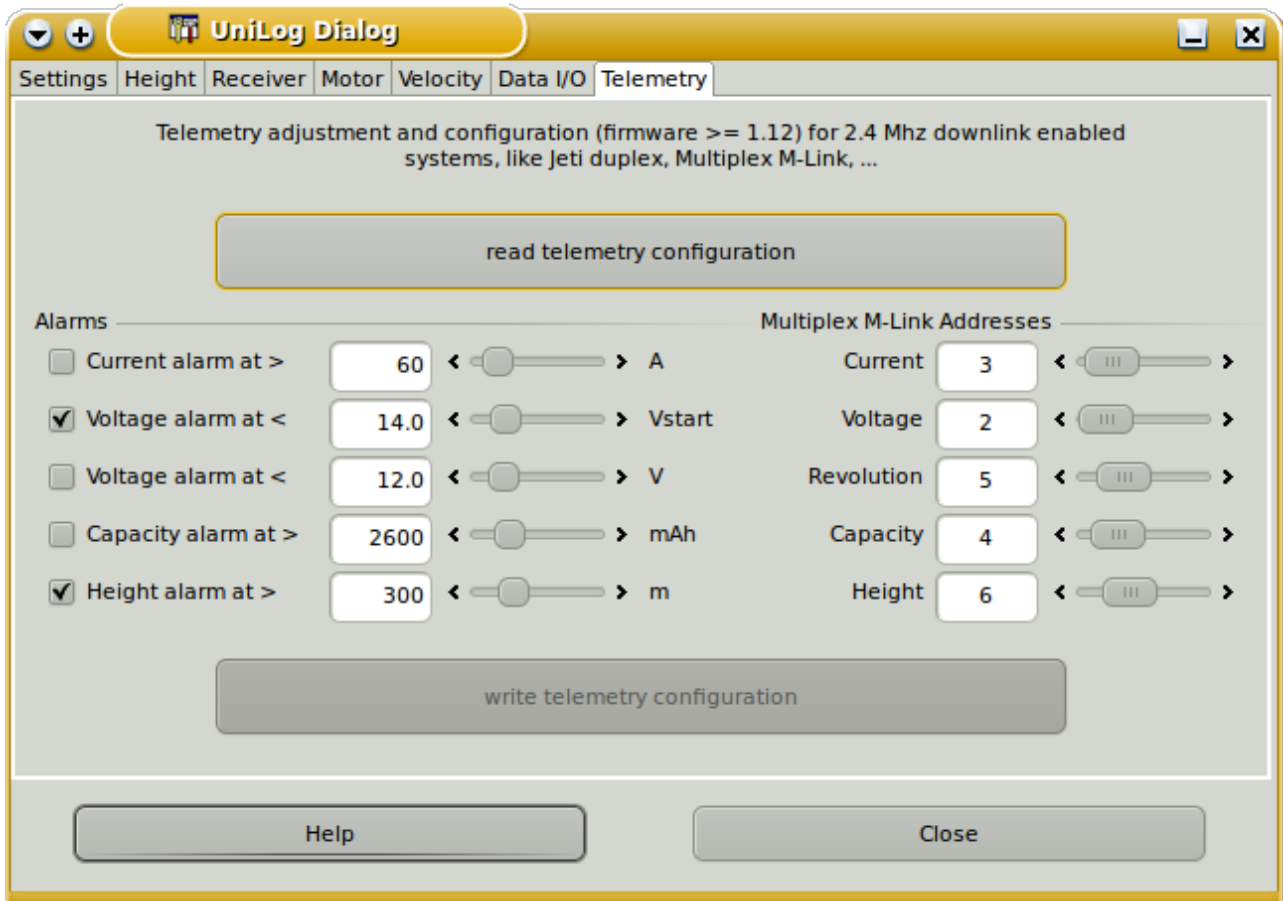 UniLog Dialog
Settings Height Receiver Motor Velocity Data I/O Telemetry
Telemetry adjustment and configuration (firmware >= 1.12) for 2.4 Mhz downlink enabled
systems, like Jeti duplex, Multiplex M-Link, ...
read telemetry configuration
Alarms
Current alarm at > 60 A
Voltage alarm at < 14.0 Vstart
Voltage alarm at < 12.0 V
Capacity alarm at > 2600 mAh
Height alarm at > 300 m
Multiplex M-Link Addresses
Current 3
Voltage 2
Revolution 5
Capacity 4
Height 6
write telemetry configuration
Help Close